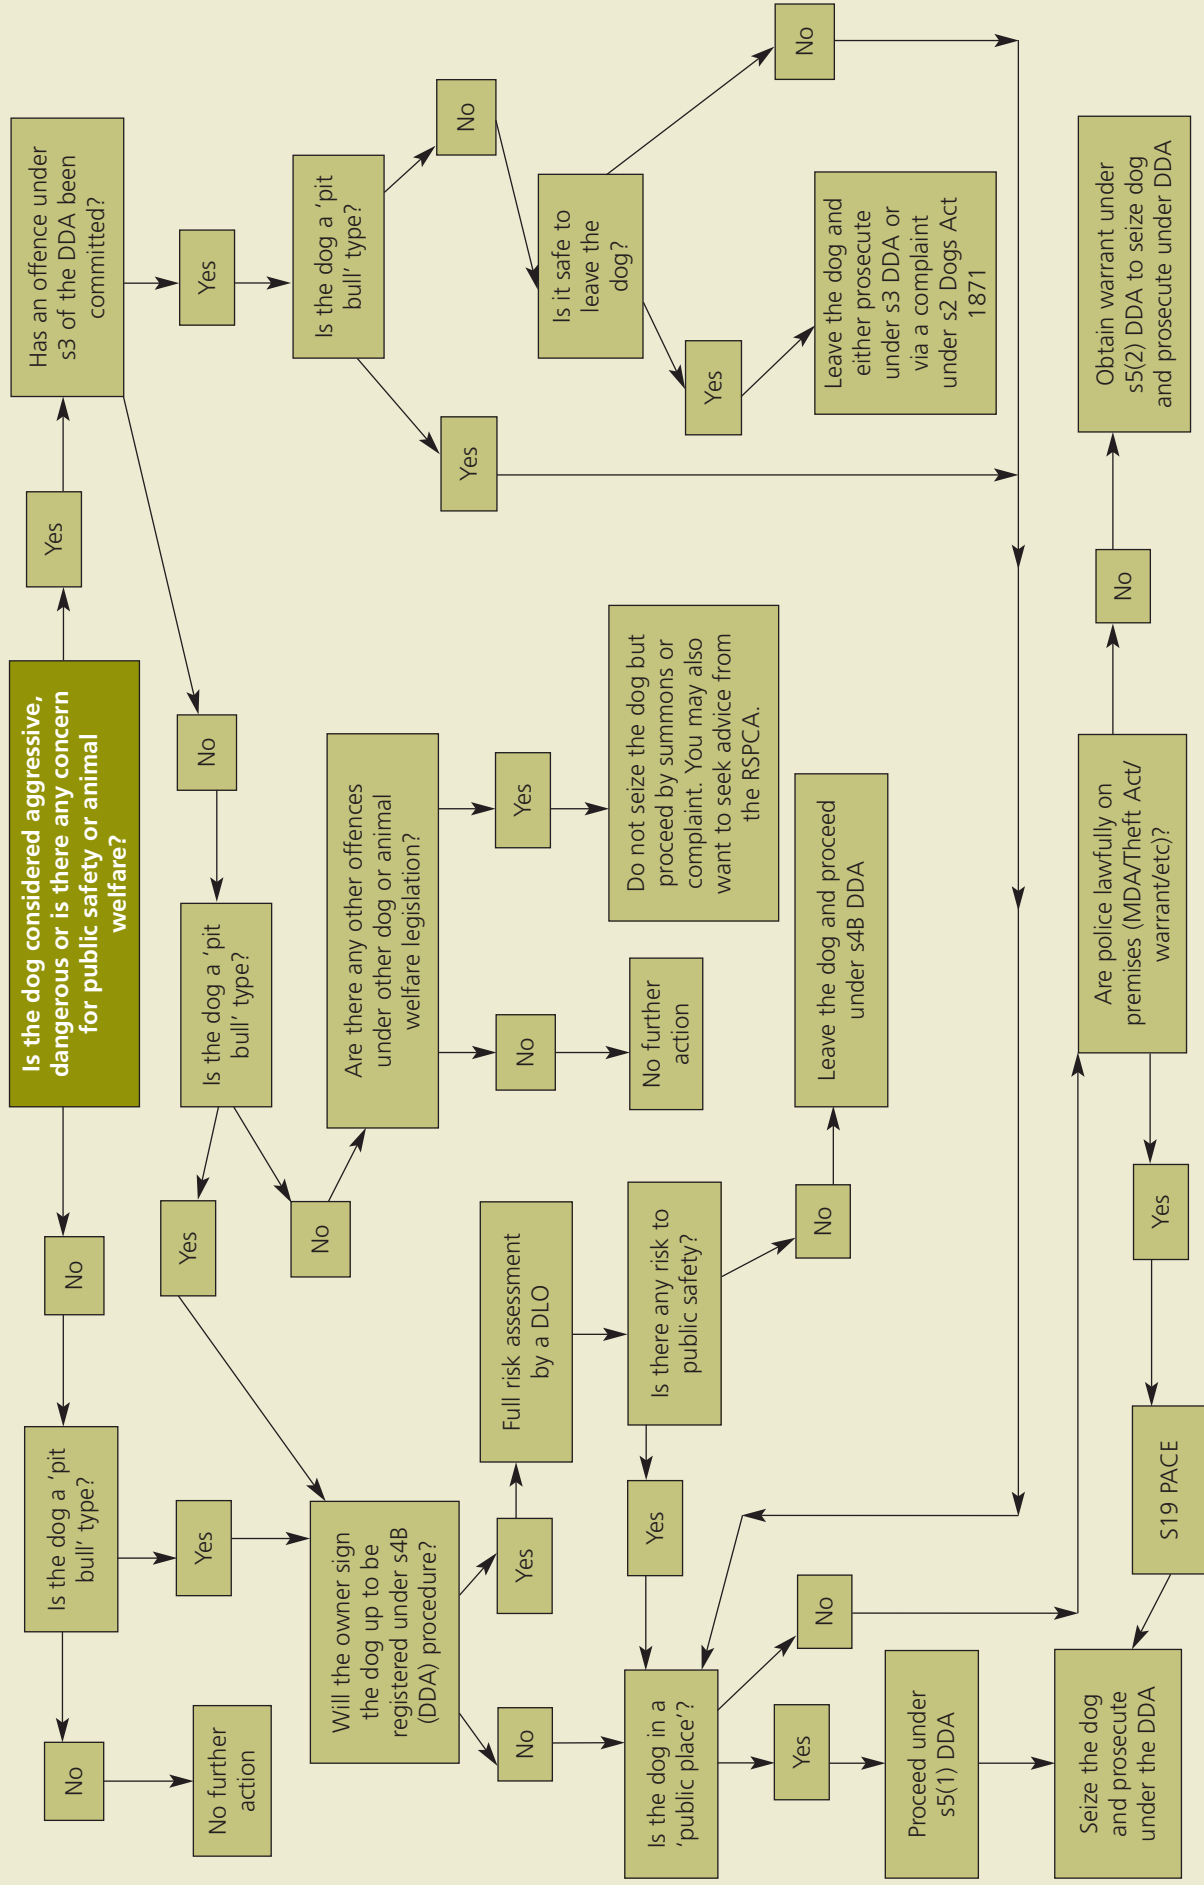 Is the dog considered aggressive,
dangerous or is there any concern
for public safety or animal
welfare?
No
Yes
Is the dog a ‘pit
bull’ type?
No
No further
action
Yes
Has an offence under
s3 of the DDA been
committed?
No
Is the dog a ‘pit
bull’ type?
Yes
No
Yes
Is the dog a ‘pit
bull’ type?
Yes
No
Will the owner sign
the dog up to be
registered under s4B
(DDA) procedure?
No
Yes
Full risk assessment
by a DLO
Are there any other offences
under other dog or animal
welfare legislation?
No
No further
action
Yes
Do not seize the dog but
proceed by summons or
complaint. You may also
want to seek advice from
the RSPCA.
Is it safe to
leave the
dog?
Yes
No
Leave the dog and
either prosecute
under s3 DDA or
via a complaint
under s2 Dogs Act
1871
Is there any risk to
public safety?
Yes
No
Leave the dog and proceed
under s4B DDA
Is the dog in a
‘public place’?
Yes
No
Proceed under
s5(1) DDA
Seize the dog
and prosecute
under the DDA
Are police lawfully on
premises (MDA/Theft Act/
warrant/etc)?
Yes
S19 PACE
No
Obtain warrant under
s5(2) DDA to seize dog
and prosecute under DDA